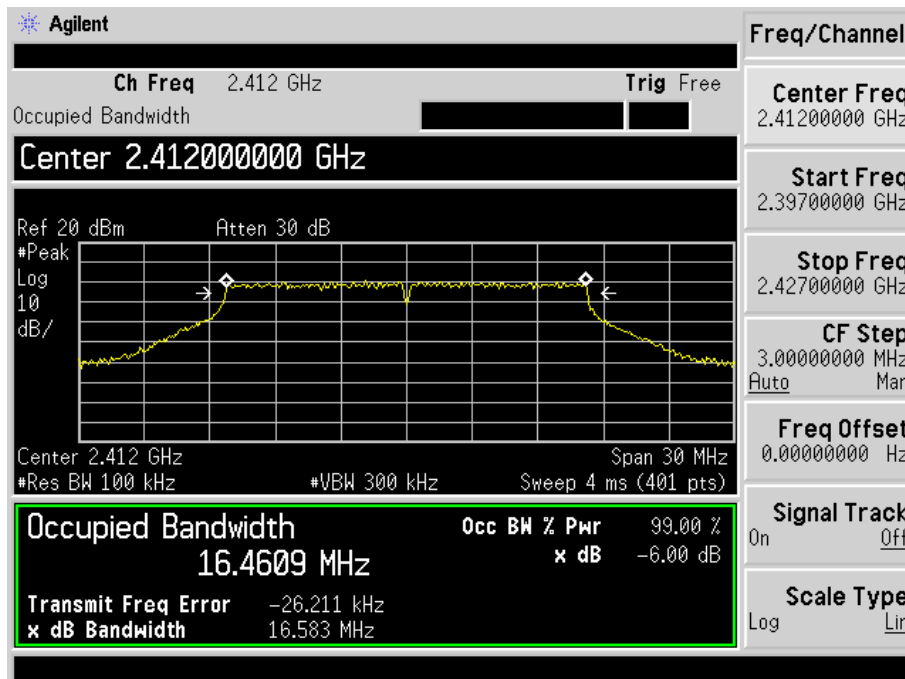 Agilent
Freq/Channel
Ch Freq 2.412 GHz Trig Free
Occupied Bandwidth
Center 2.412000000 GHz
Ref 20 dBm Atten 30 dB
#Peak
Log
10
dB/
Center 2.412 GHz Span 30 MHz
#Res BW 100 kHz #VBW 300 kHz Sweep 4 ms (401 pts)
Occupied Bandwidth
16.4609 MHz
Occ BW % Pwr 99.00 %
x dB -6.00 dB
Transmit Freq Error -26.211 kHz
x dB Bandwidth 16.583 MHz
Center Freq
2.41200000 GHz
Start Freq
2.39700000 GHz
Stop Freq
2.42700000 GHz
CF Step
3.00000000 MHz
Auto Man
Freq Offset
0.00000000 Hz
Signal Track
On Off
Scale Type
Log Lin